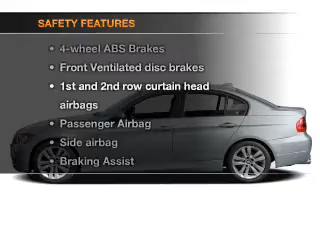 SAFETY FEATURES
• 4-wheel ABS Brakes
• Front Ventilated disc brakes
• 1st and 2nd row curtain head
airbags
• Passenger Airbag
• Side airbag
• Braking Assist